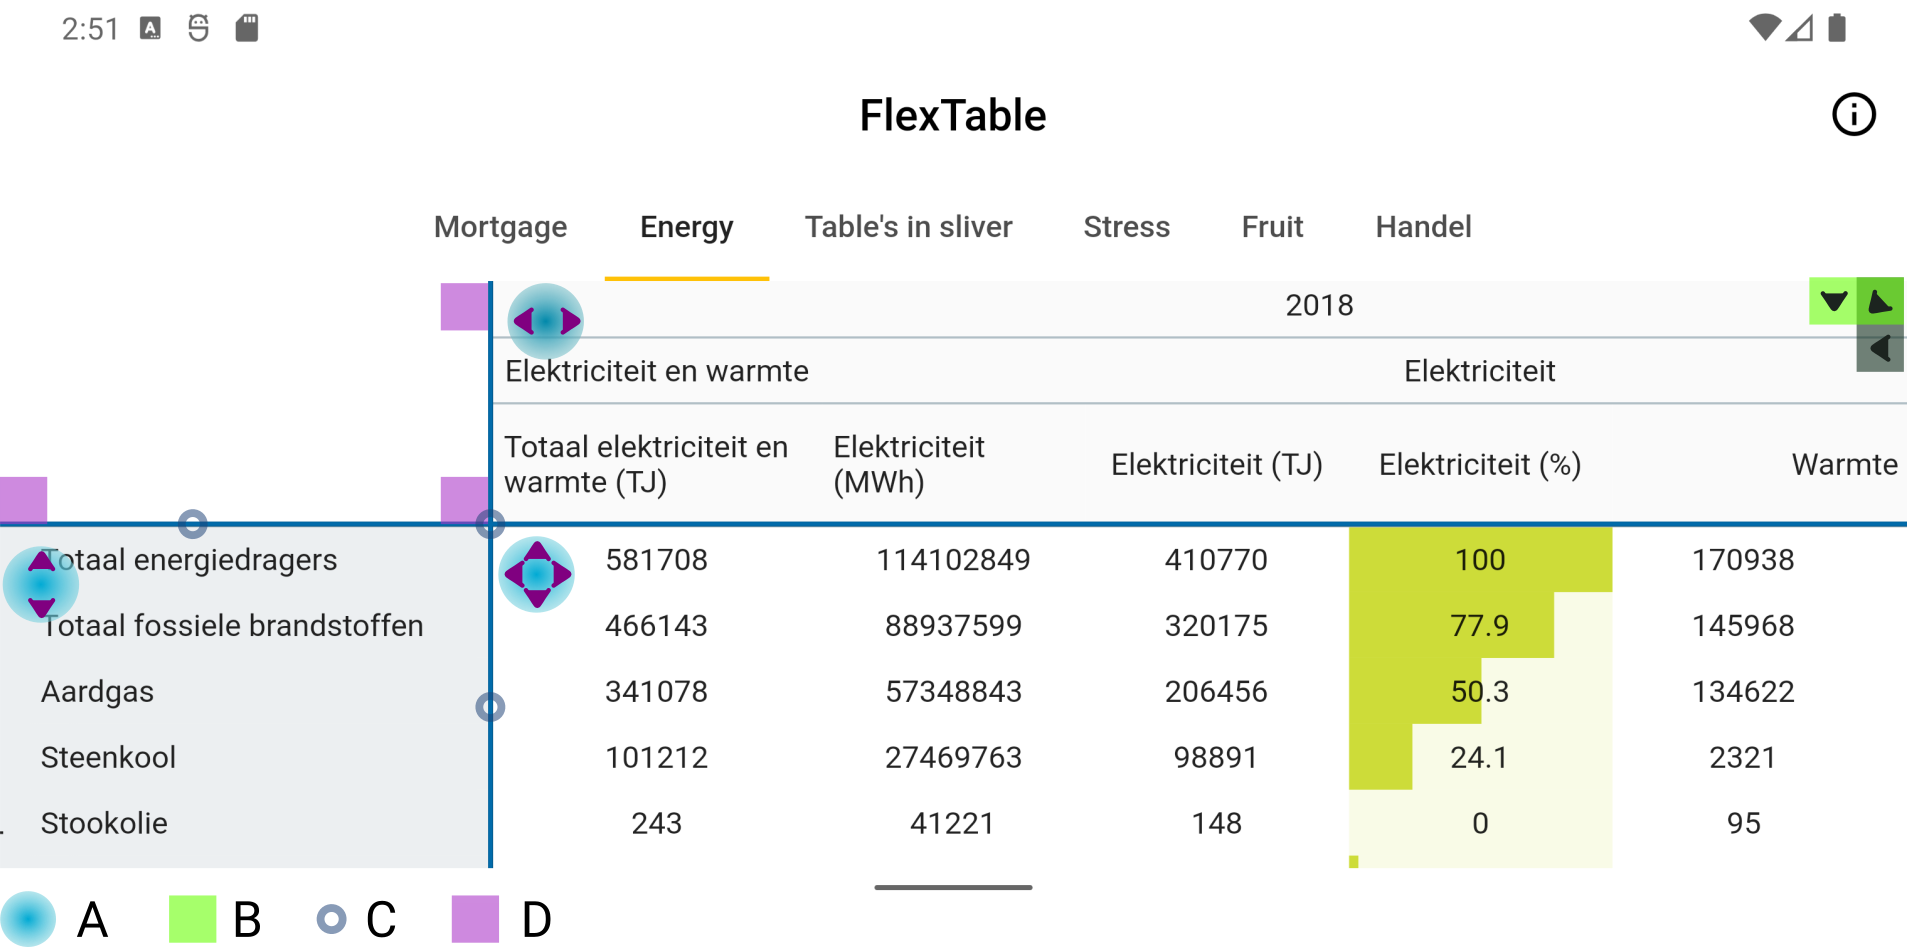 2:51
FlexTable
Mortgage Energy Table's in sliver Stress Fruit Handel
2018
Elektriciteit en warmte Elektriciteit
Totaal elektriciteit en warmte (TJ) Elektriciteit (MWh) Elektriciteit (TJ) Elektriciteit (%) Warmte
Totaal energiedragers 581708 114102849 410770 100 170938
Totaal fossiele brandstoffen 466143 88937599 320175 77.9 145968
Aardgas 341078 57348843 206456 50.3 134622
Steenkool 101212 27469763 98891 24.1 2321
Stookolie 243 41221 148 0 95
A B C D